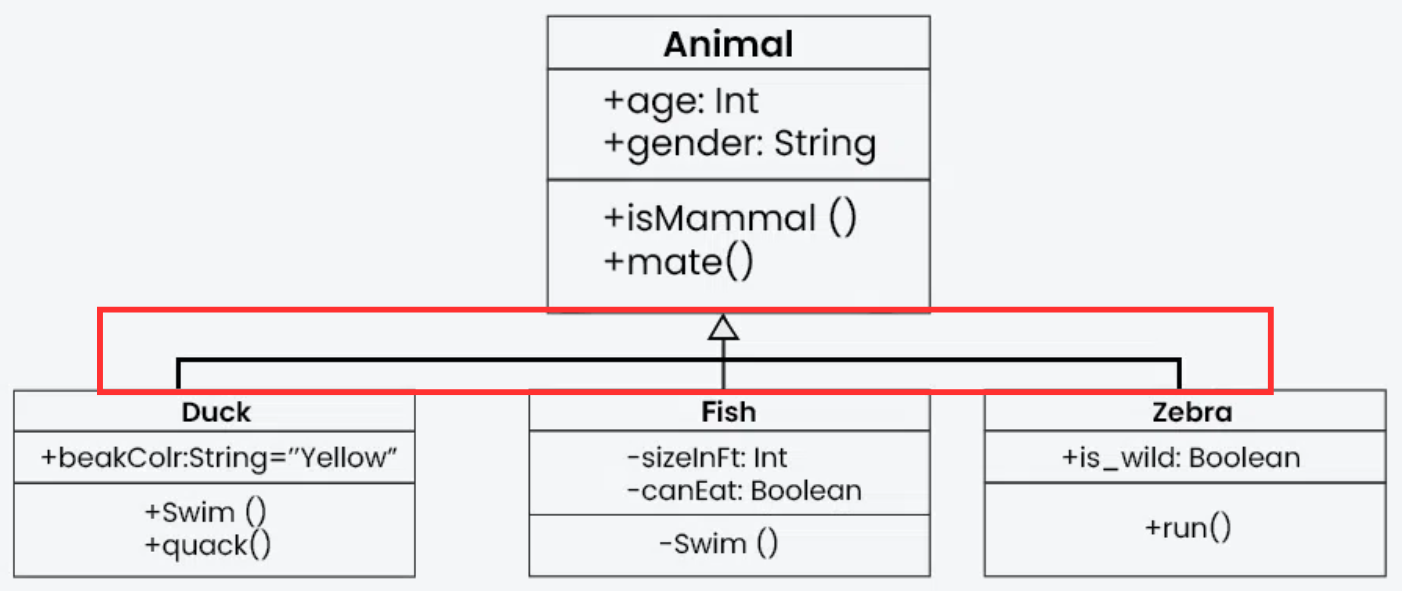 Animal
+age: Int
+gender: String
+isMammal ()
+mate()
Duck
+beakColr:String=”Yellow”
+Swim ()
+quack()
Fish
-sizeInFt: Int
-canEat: Boolean
-Swim ()
Zebra
+is_wild: Boolean
+run()